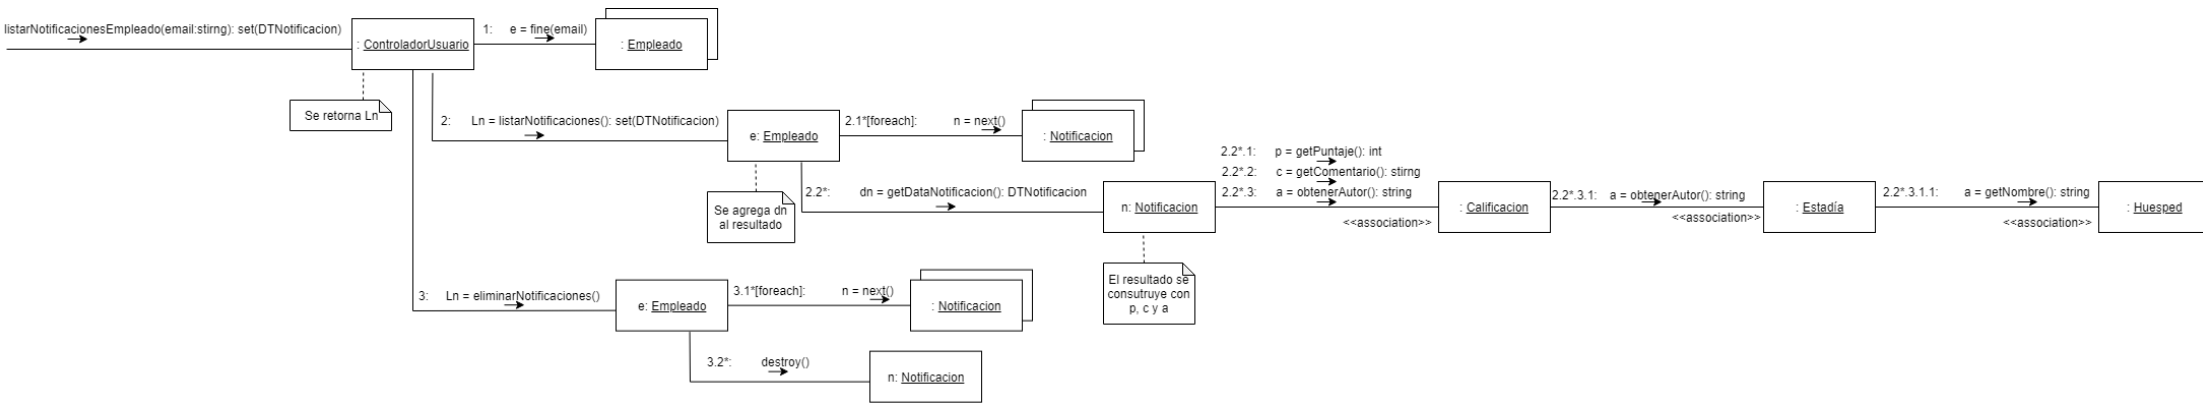 listarNotificacionesEmpleado(email:stirng): set(DTNotificacion)
: ControladorUsuario
1: e = fine(email)
: Empleado
Se retorna Ln
2: Ln = listarNotificaciones(): set(DTNotificacion)
e: Empleado
2.1*[foreach]: n = next()
: Notificacion
Se agrega dn
al resultado
2.2*: dn = getDataNotificacion(): DTNotificacion
n: Notificacion
2.2*.1: p = getPuntaje(): int
2.2*.2: c = getComentario(): stirng
2.2*.3: a = obtenerAutor(): string
<<association>>
: Calificacion
2.2*.3.1: a = obtenerAutor(): string
<<association>>
: Estadía
2.2*.3.1.1: a = getNombre(): string
<<association>>
: Huesped
El resultado se
consutruye con
p, c y a
3: Ln = eliminarNotificaciones()
e: Empleado
3.1*[foreach]: n = next()
: Notificacion
3.2*: destroy()
n: Notificacion